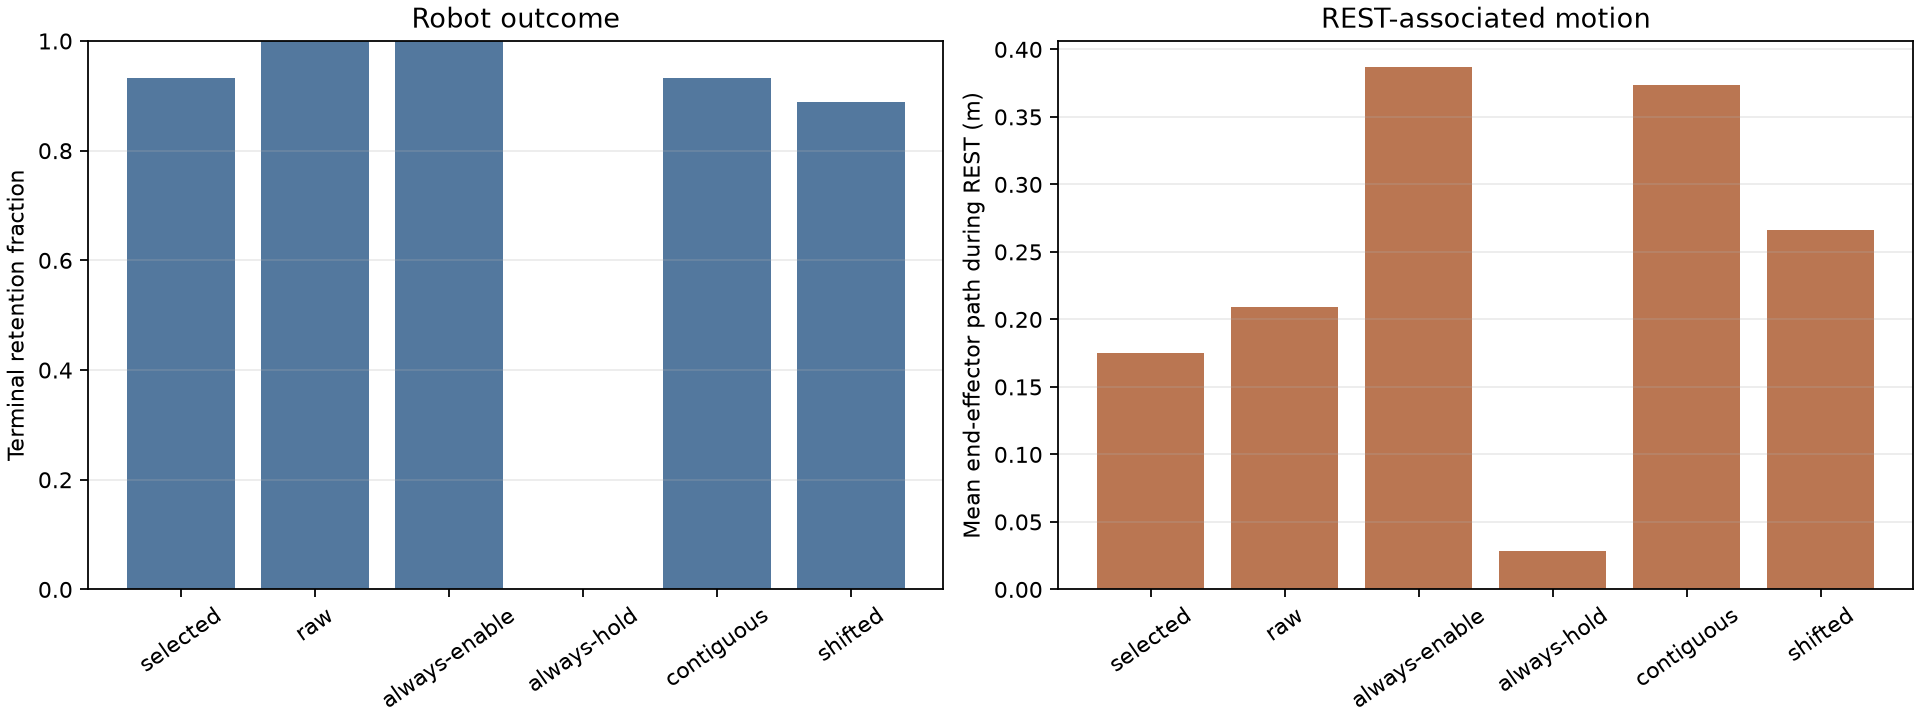 Robot outcome
Terminal retention fraction
1.0
0.8
0.6
0.4
0.2
0.0
selected
raw
always-enable
always-hold
contiguous
shifted
REST-associated motion
Mean end-effector path during REST (m)
0.40
0.35
0.30
0.25
0.20
0.15
0.10
0.05
0.00
selected
raw
always-enable
always-hold
contiguous
shifted